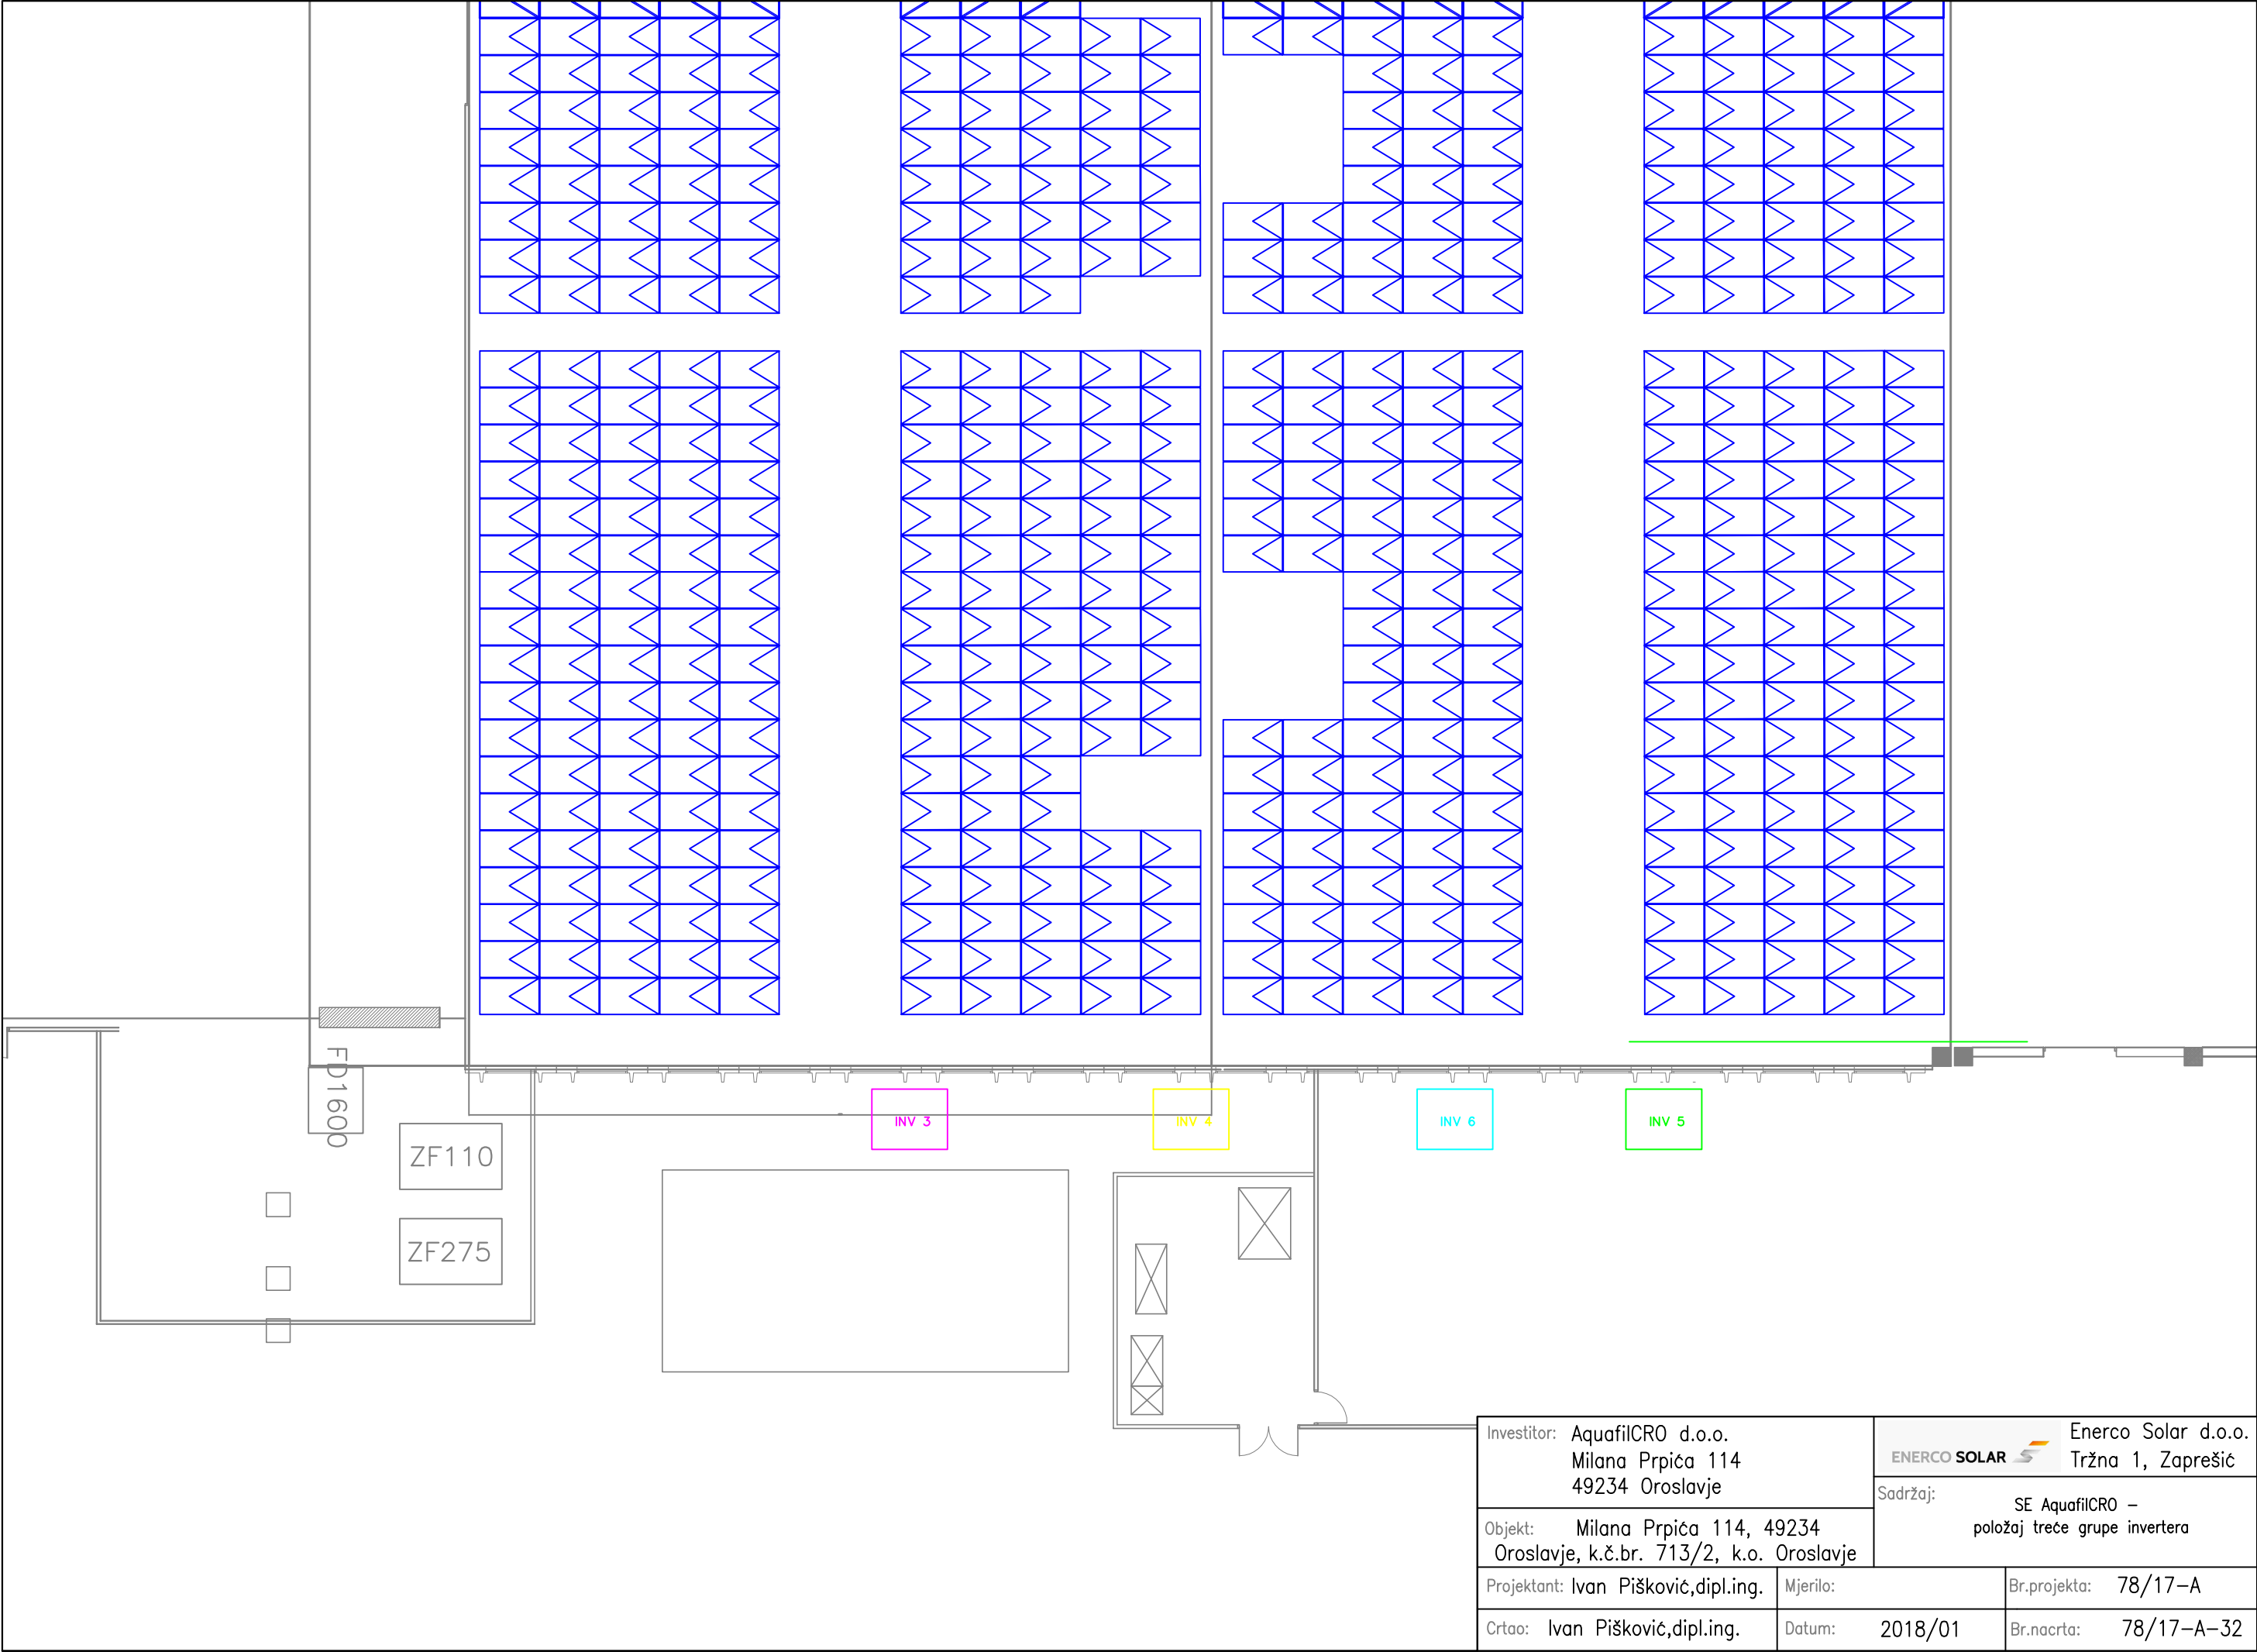 FD1600
ZF110
ZF275
INV 3
INV 4
INV 6
INV 5
Investitor: AquafilCRO d.o.o.
Milana Prpića 114
49234 Oroslavje
ENERCO SOLAR
Enerco Solar d.o.o.
Tržna 1, Zaprešić
Objekt: Milana Prpića 114, 49234
Oroslavje, k.č.br. 713/2, k.o. Oroslavje
Sadržaj:
SE AquafilCRO –
položaj treće grupe invertera
Projektant: Ivan Pišković,dipl.ing.
Mjerilo:
Br.projekta: 78/17–A
Crtao: Ivan Pišković,dipl.ing.
Datum: 2018/01
Br.nacrta: 78/17–A–32